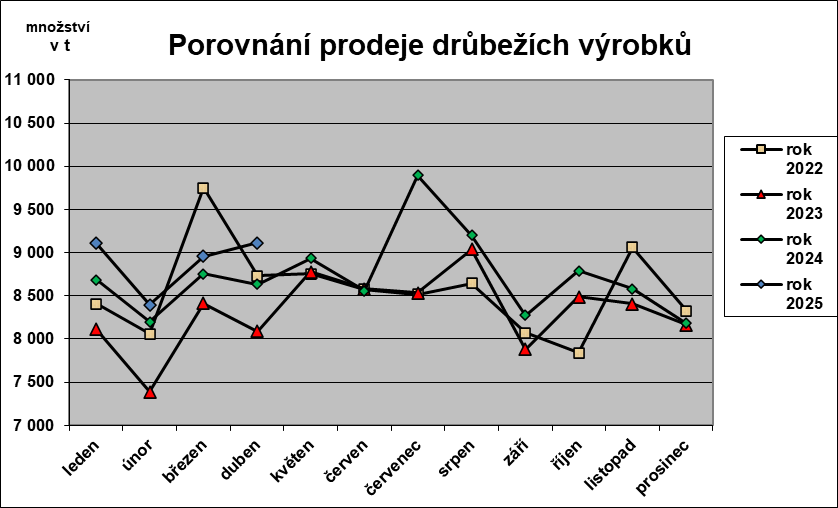 množství
v t
Porovnání prodeje drůbežích výrobků
11 000
10 500
10 000
9 500
9 000
8 500
8 000
7 500
7 000
leden
únor
březen
duben
květen
červen
červenec
srpen
září
říjen
listopad
prosinec
rok
2022
rok
2023
rok
2024
rok
2025